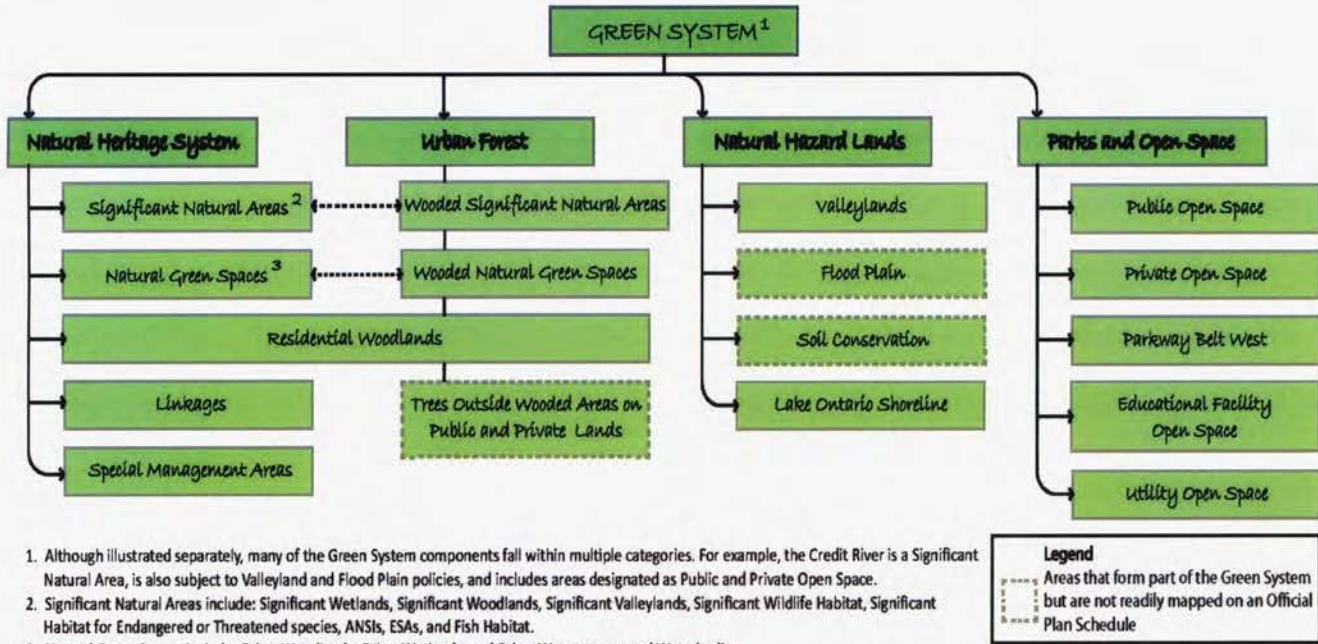 GREEN SYSTEM 1
Natural Heritage System
Urban Forest
Natural Hazard Lands
Parks and Open Space
Significant Natural Areas 2
Wooded Significant Natural Areas
Valleylands
Public Open Space
Natural Green Spaces 3
Wooded Natural Green Spaces
Flood Plain
Private Open Space
Residential Woodlands
Soil Conservation
Parkway Belt West
Linkages
Trees Outside Wooded Areas on
Public and Private Lands
Lake Ontario Shoreline
Educational Facility
Open Space
Special Management Areas
Utility Open Space
1. Although illustrated separately, many of the Green System components fall within multiple categories. For example, the Credit River is a Significant
Natural Area, is also subject to Valleyland and Flood Plain policies, and includes areas designated as Public and Private Open Space.
2. Significant Natural Areas include: Significant Wetlands, Significant Woodlands, Significant Valleylands, Significant Wildlife Habitat, Significant
Habitat for Endangered or Threatened species, ANSIs, ESAs, and Fish Habitat.
Legend
Areas that form part of the Green System
but are not readily mapped on an Official
Plan Schedule